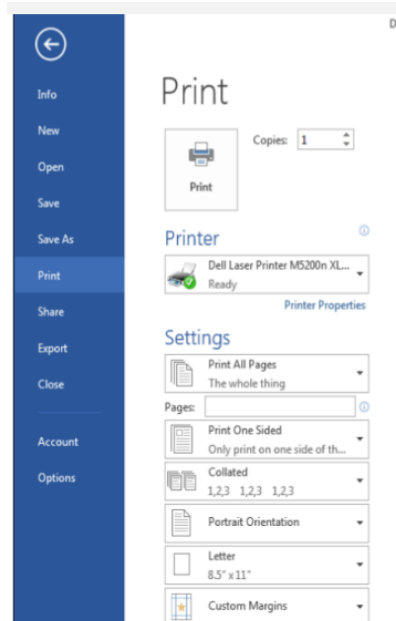 D
Info
New
Open
Save
Save As
Print
Share
Export
Close
Account
Options
Print
Print
Copies: 1
Printer
Dell Laser Printer M5200n XL...
Ready
Printer Properties
Settings
Print All Pages
The whole thing
Pages:
Print One Sided
Only print on one side of th...
Collated
1,2,3 1,2,3 1,2,3
Portrait Orientation
Letter
8.5" x 11"
Custom Margins